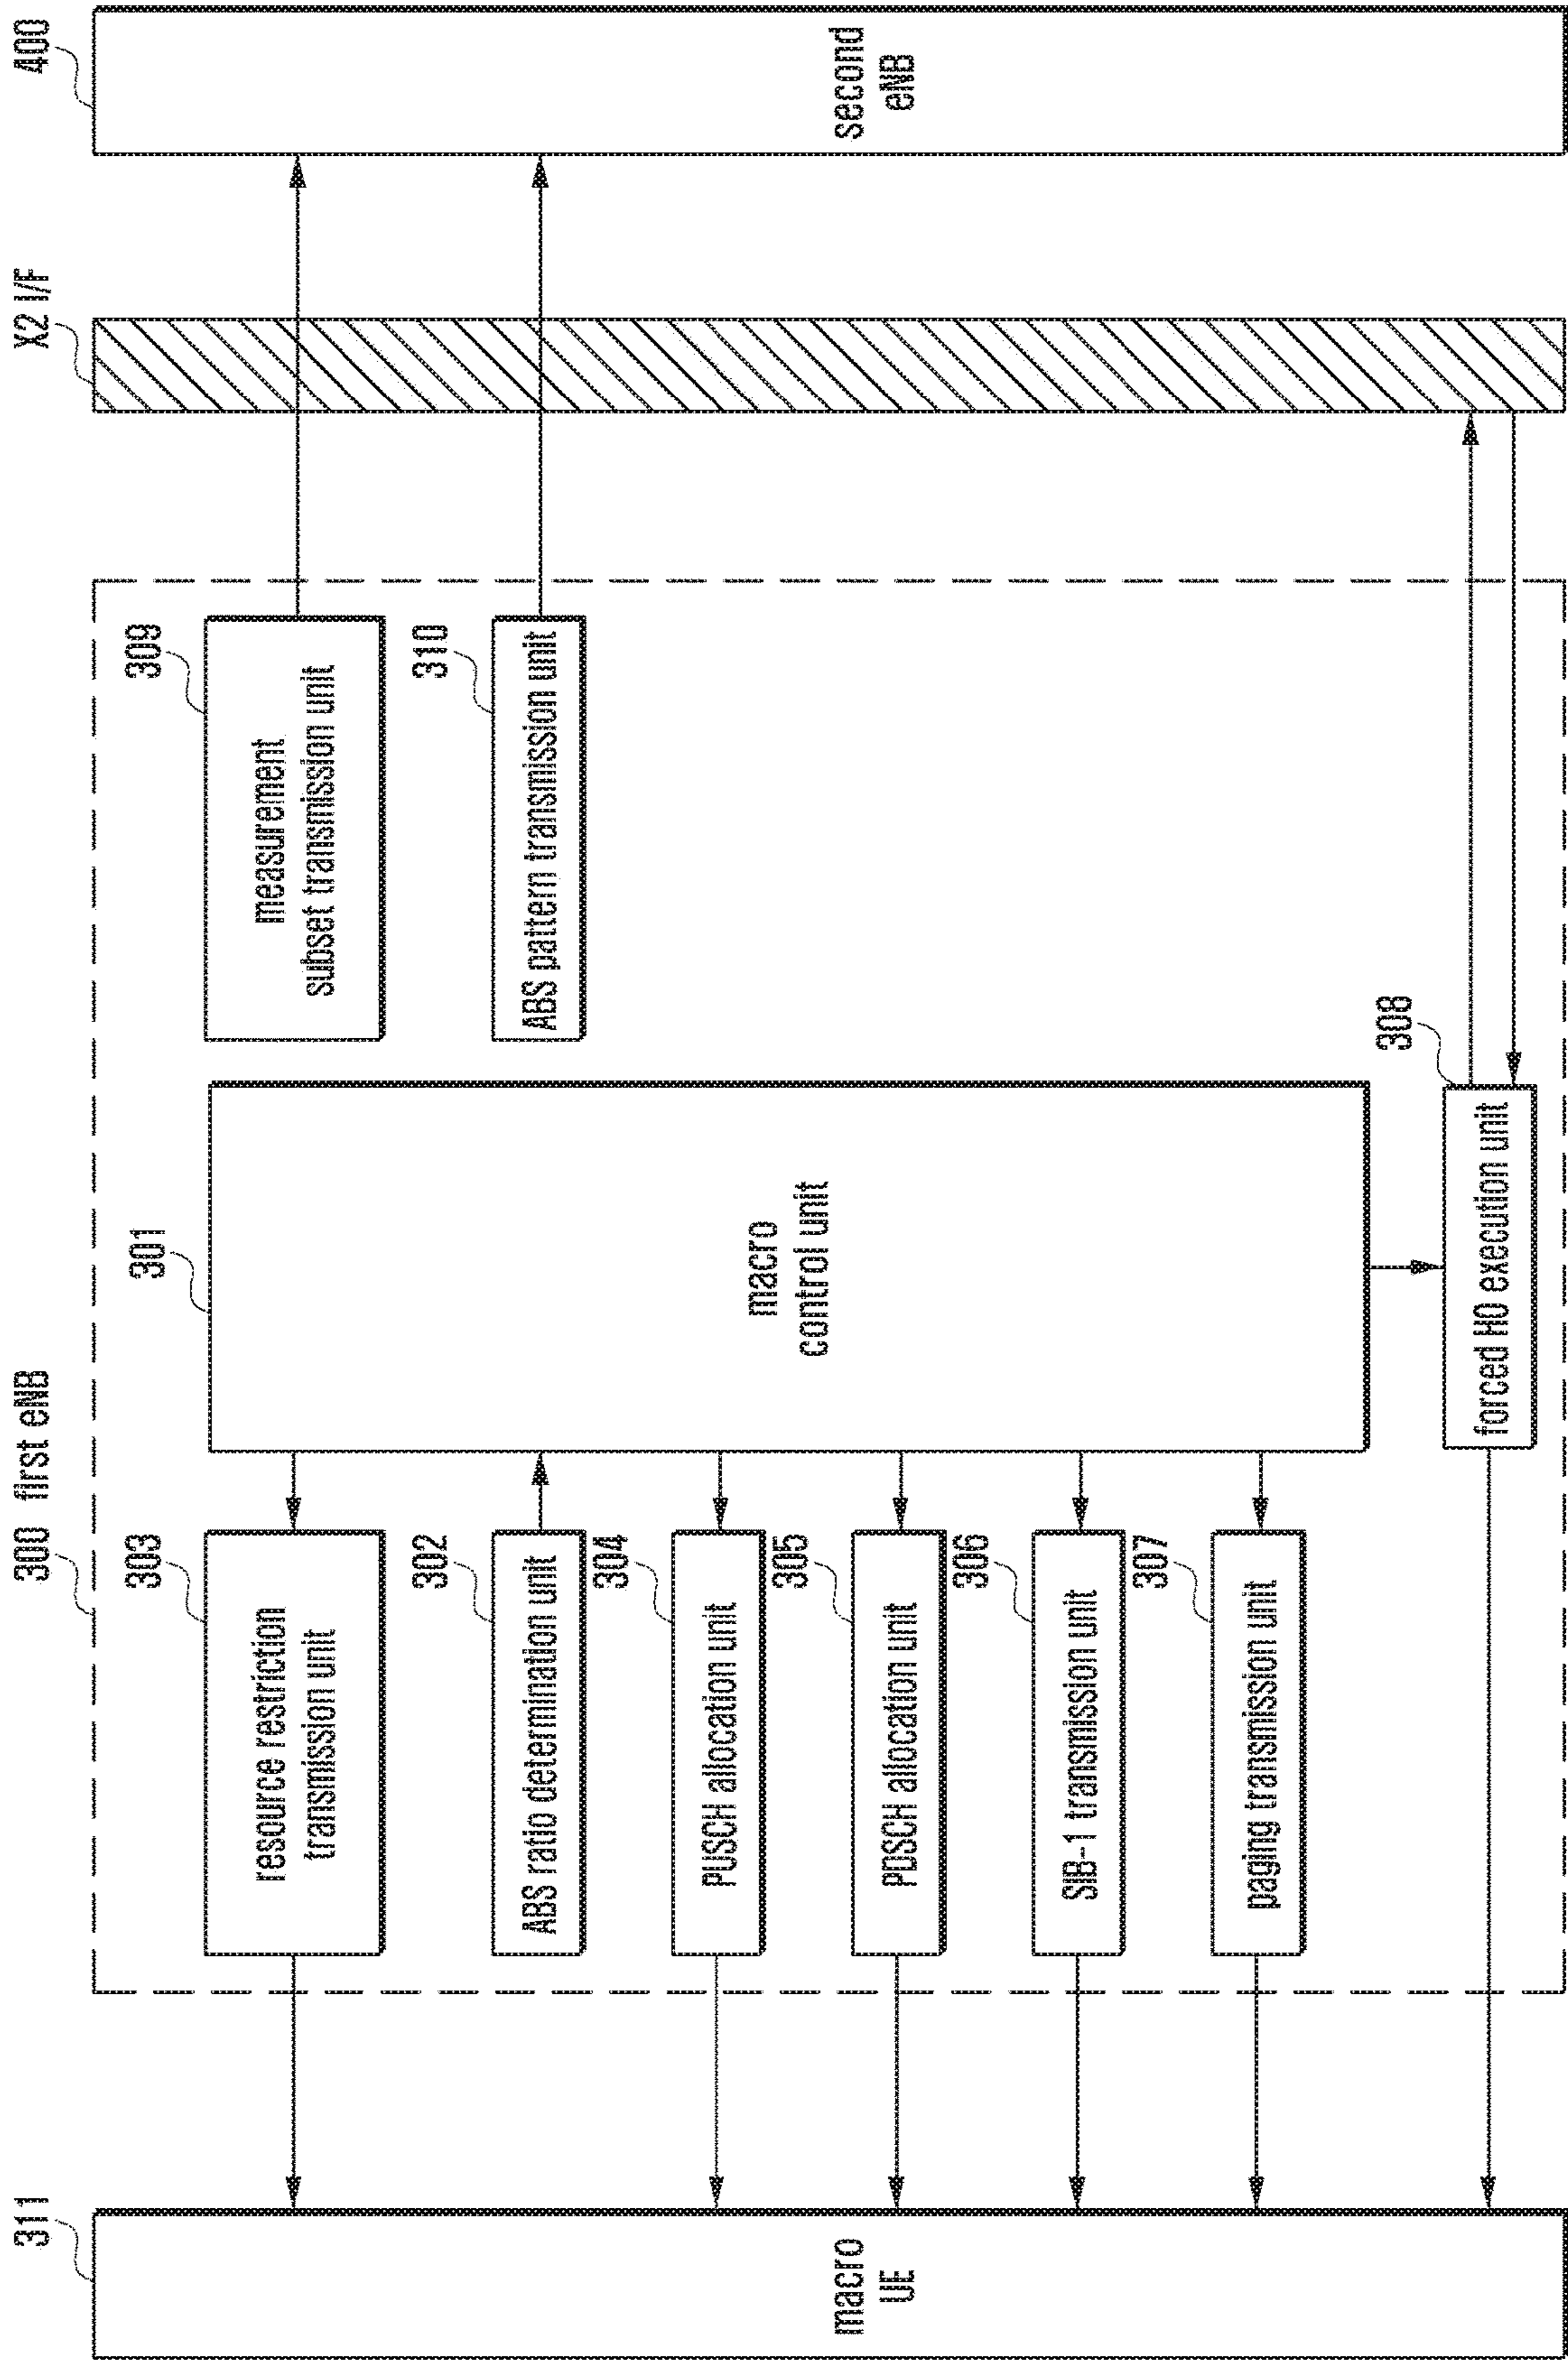 311
macro
UE
300 first eNB
303
resource restriction
transmission unit
302
ABS ratio determination unit
304
PUSCH allocation unit
305
PDSCH allocation unit
306
SIB-1 transmission unit
307
paging transmission unit
301
macro
control unit
308
forced HO execution unit
309
measurement
subset transmission unit
310
ABS pattern transmission unit
X2 I/F
400
second
eNB